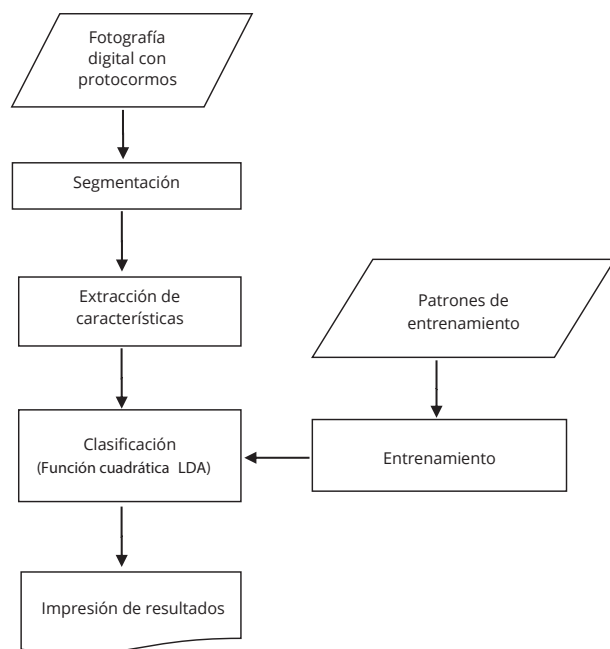 Fotografía
digital con
protocormos
Segmentación
Extracción de
características
Patrones de
entrenamiento
Clasificación
(Función cuadrática LDA)
Entrenamiento
Impresión de resultados